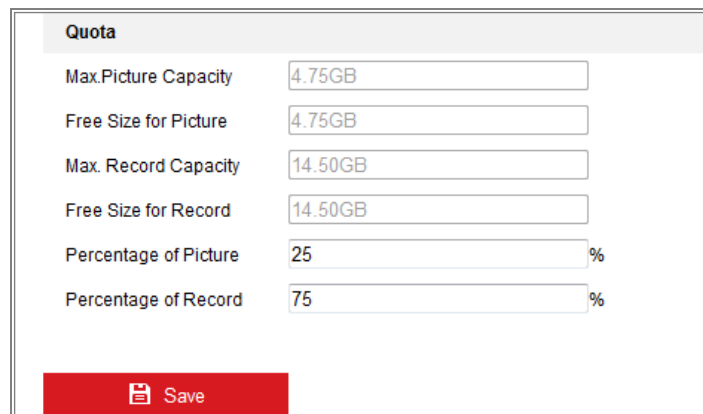 Quota
Max.Picture Capacity 4.75GB
Free Size for Picture 4.75GB
Max. Record Capacity 14.50GB
Free Size for Record 14.50GB
Percentage of Picture 25 %
Percentage of Record 75 %
Save